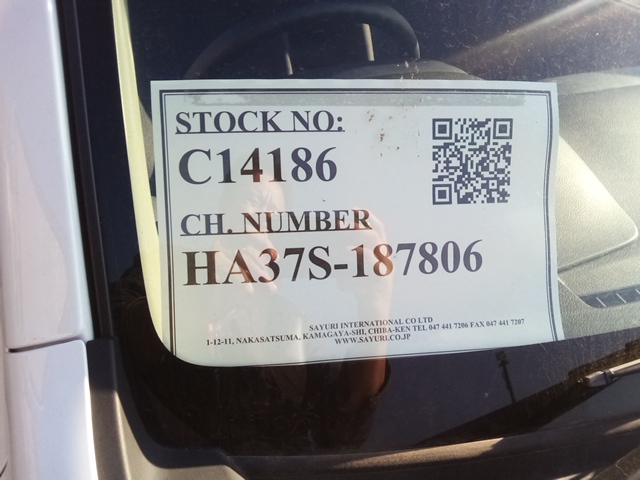 STOCK NO:
C14186
CH. NUMBER
HA37S-187806
SAYURI INTERNATIONAL CO LTD
1-12-11, NAKASATSUMA, KAMAGAYA-SHI, CHIBA-KEN TEL 047 441 7206 FAX 047 441 7207
WWW.SAYURI.CO.JP